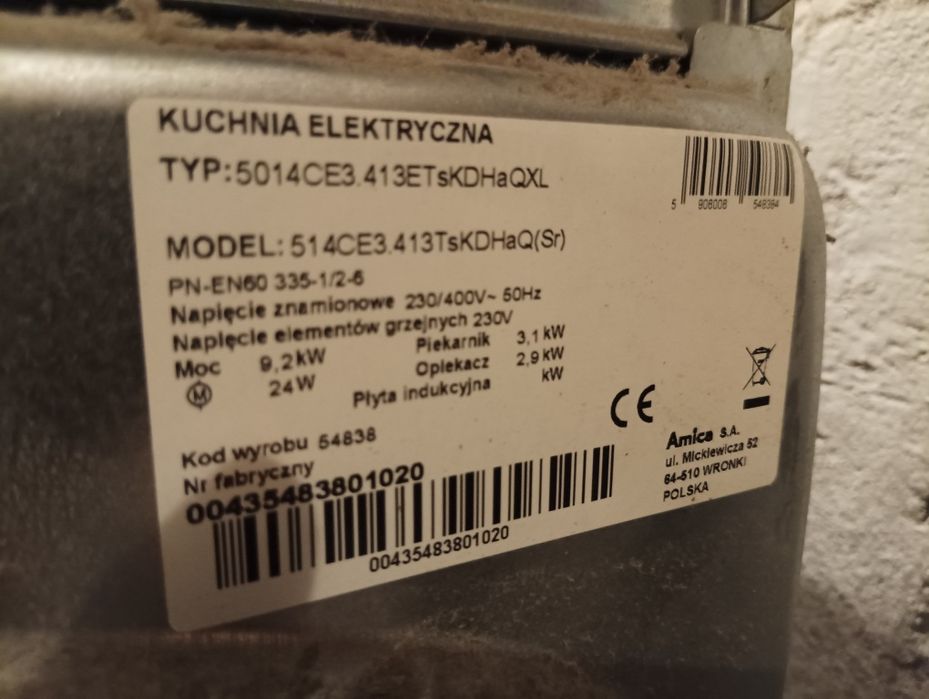 KUCHNIA ELEKTRYCZNA
TYP:5014CE3.413ETsKDHaQXL
5 908008 548384
MODEL: 514CE3.413TsKDHaQ(Sr)
PN-EN60 335-1/2-6
Napięcie znamionowe 230/400V~ 50Hz
Napięcie elementów grzejnych 230V
Moc 9,2kW Piekarnik 3,1 kW
M 24W Opiekacz 2,9 kW
Płyta indukcyjna kW
CE
Kod wyrobu 54838
Nr fabryczny
00435483801020
00435483801020
Amica S.A.
ul. Mickiewicza 52
64-510 WRONKI
POLSKA